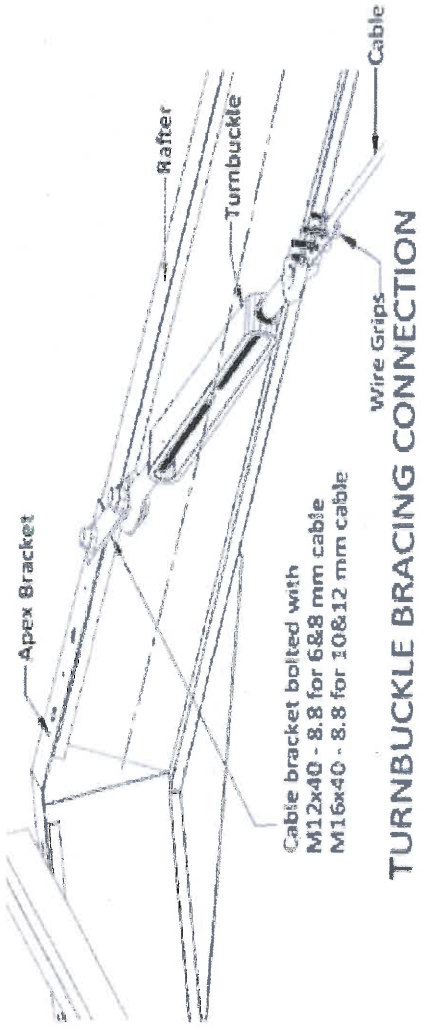 Apex Bracket
Rafter
Turnbuckle
Cable bracket bolted with
M12x40 - 8.8 for 6&8 mm cable
M16x40 - 8.8 for 10&12 mm cable
Wire Grips
Cable
TURNBUCKLE BRACING CONNECTION